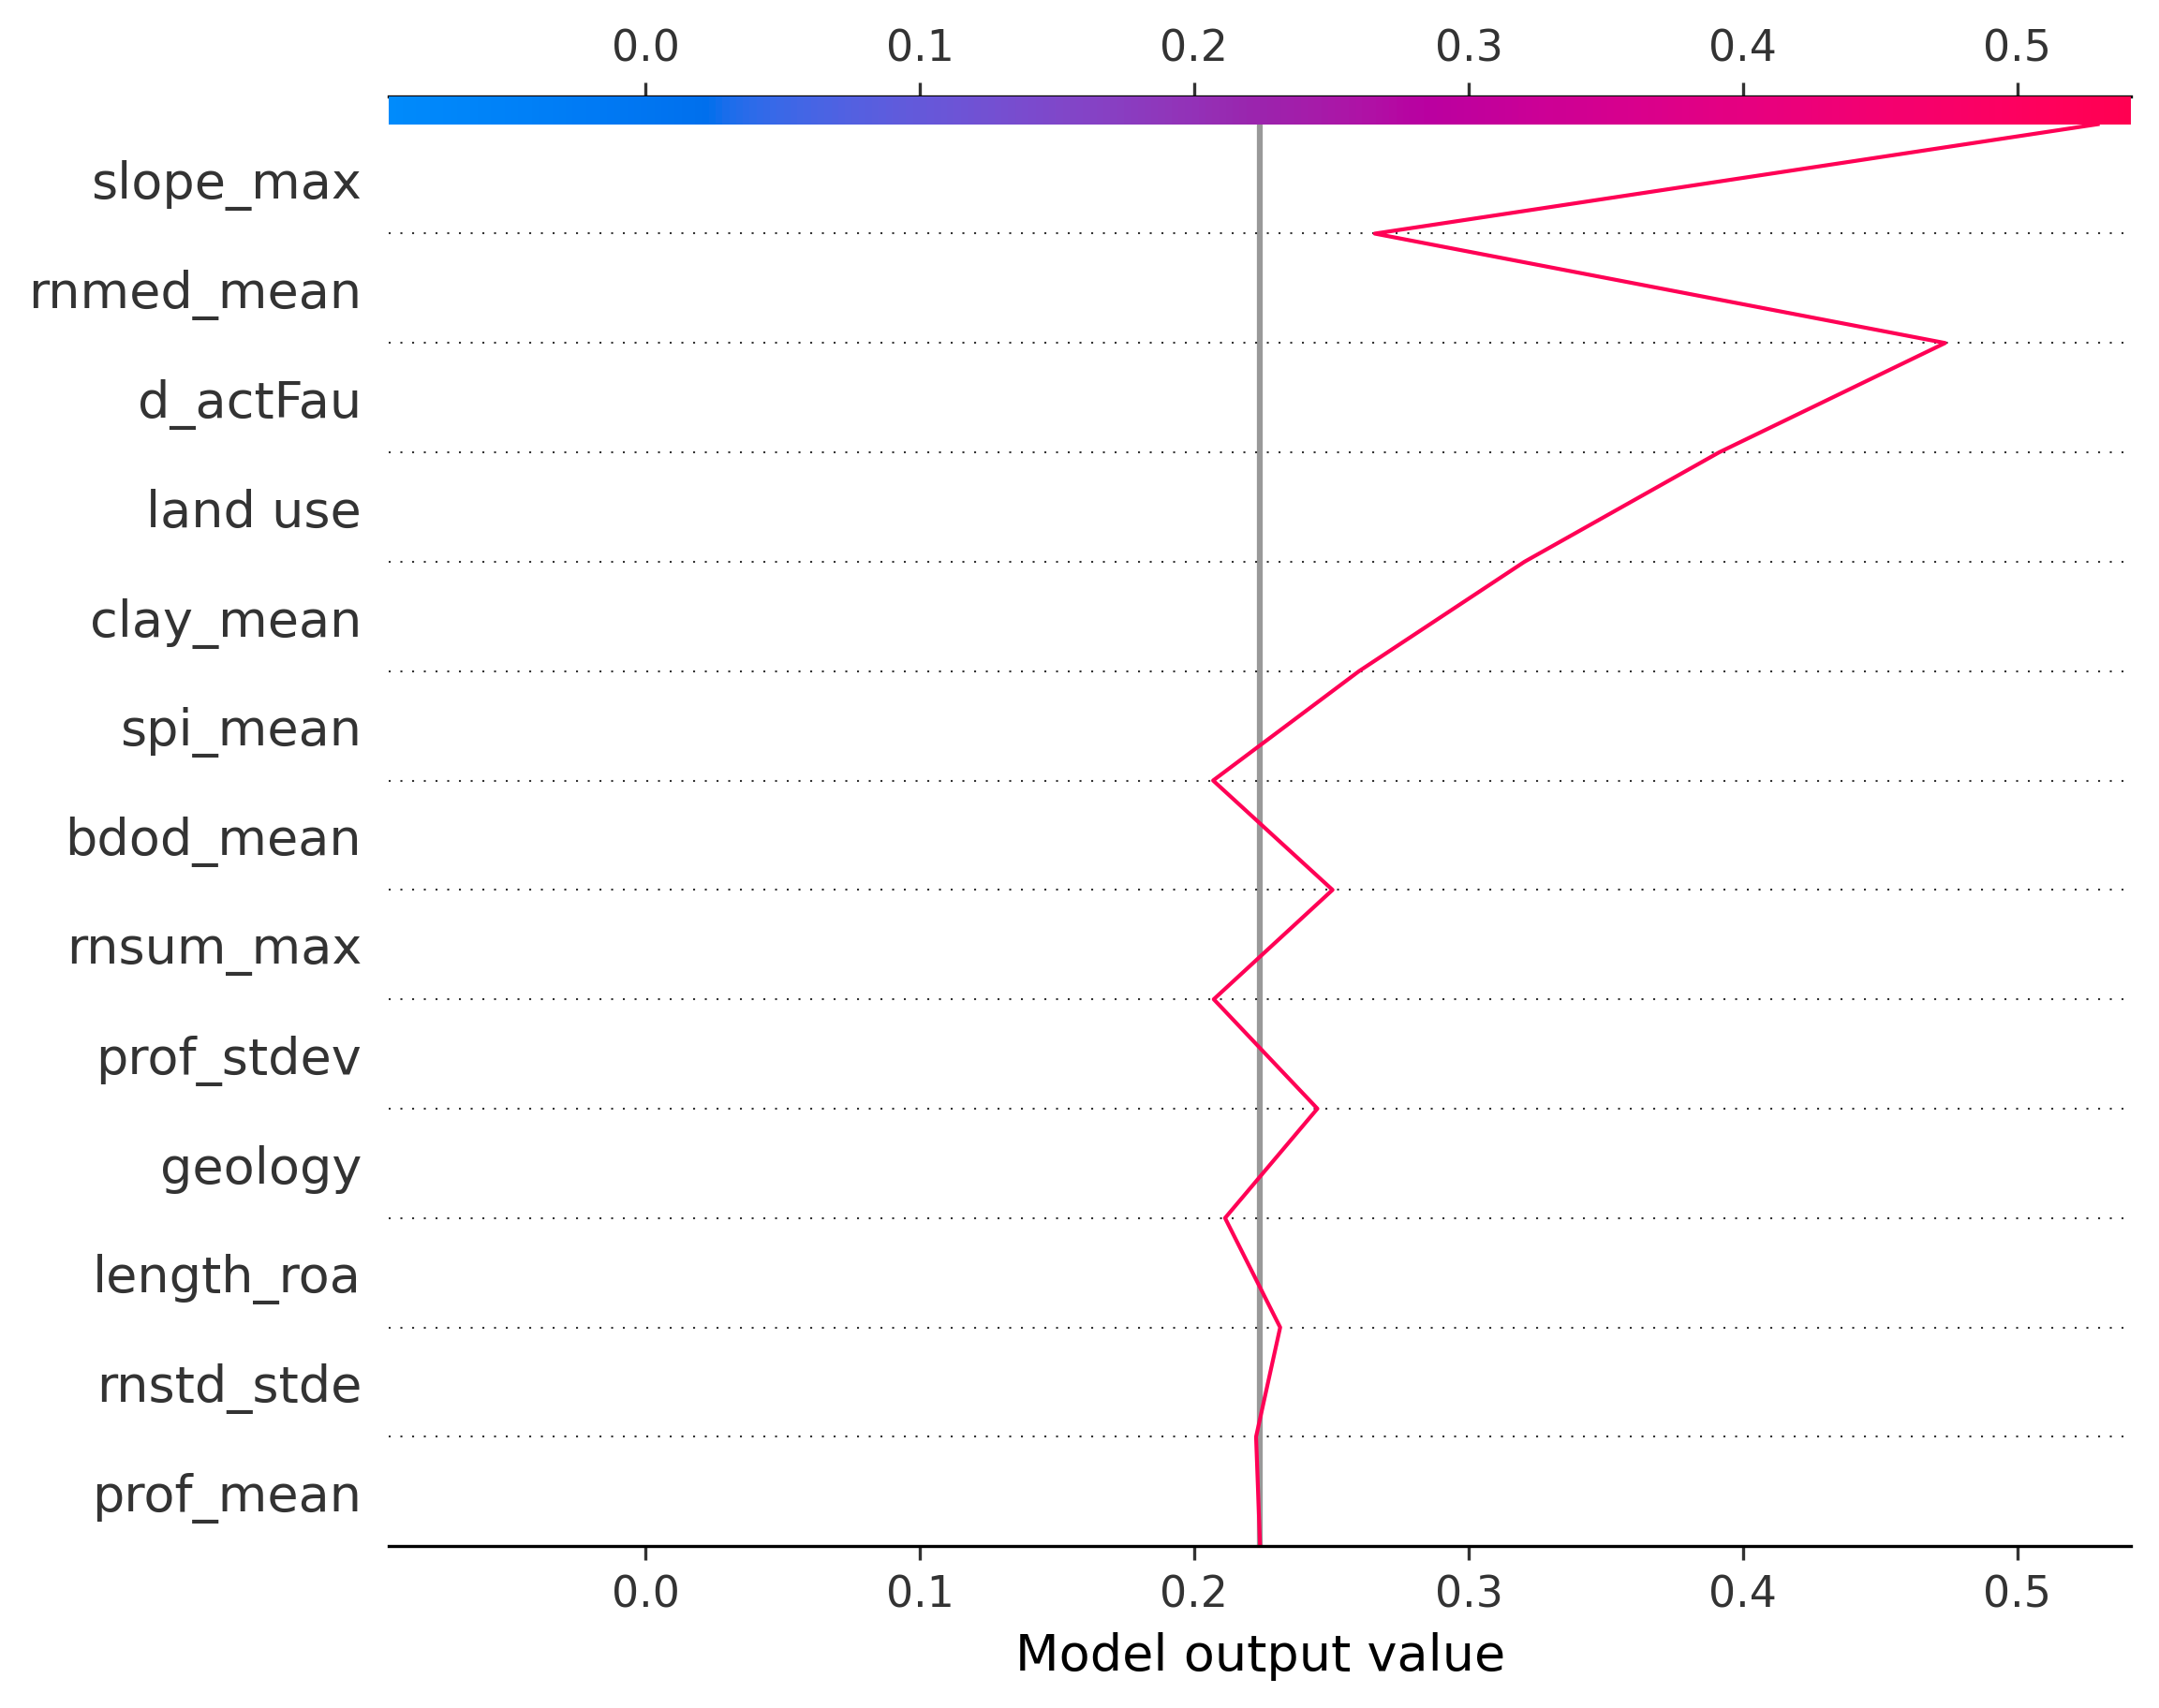 0.0 0.1 0.2 0.3 0.4 0.5
slope_max
rnmed_mean
d_actFau
land use
clay_mean
spi_mean
bdod_mean
rnsum_max
prof_stdev
geology
length_roa
rnstd_stde
prof_mean
0.0 0.1 0.2 0.3 0.4 0.5
Model output value